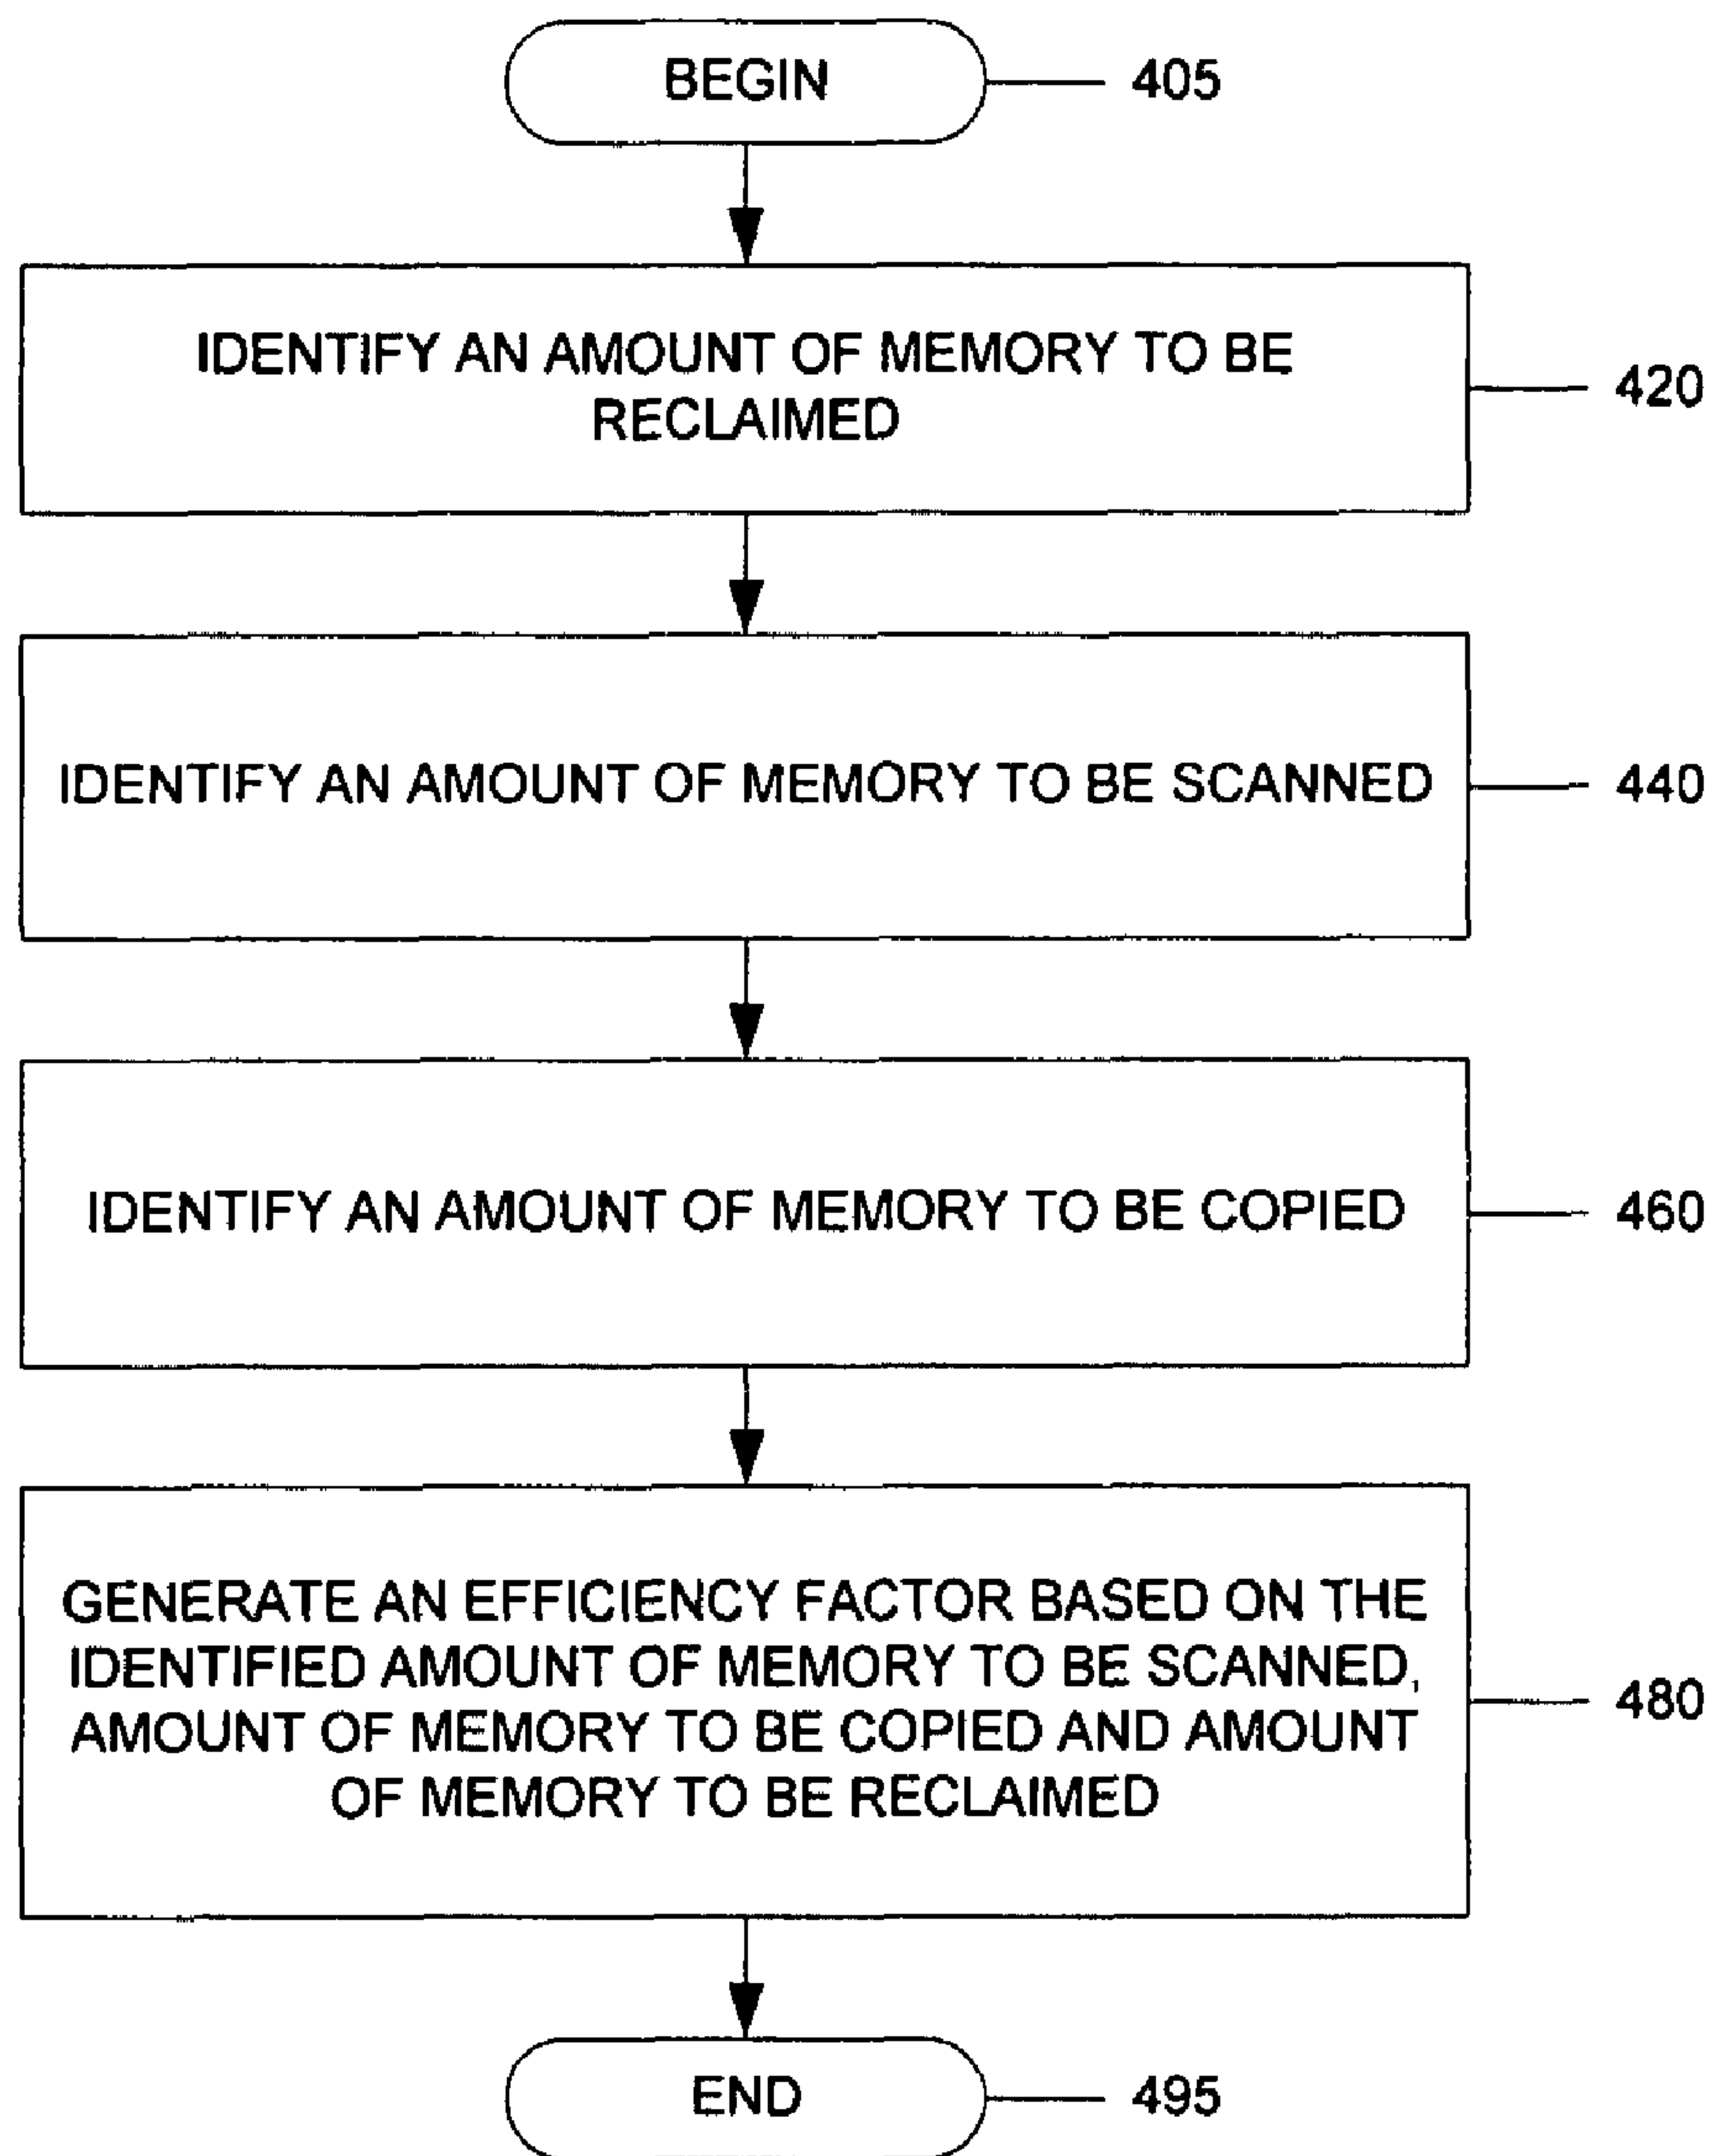 BEGIN
405
IDENTIFY AN AMOUNT OF MEMORY TO BE
RECLAIMED
420
IDENTIFY AN AMOUNT OF MEMORY TO BE SCANNED
440
IDENTIFY AN AMOUNT OF MEMORY TO BE COPIED
460
GENERATE AN EFFICIENCY FACTOR BASED ON THE
IDENTIFIED AMOUNT OF MEMORY TO BE SCANNED,
AMOUNT OF MEMORY TO BE COPIED AND AMOUNT
OF MEMORY TO BE RECLAIMED
480
END
495